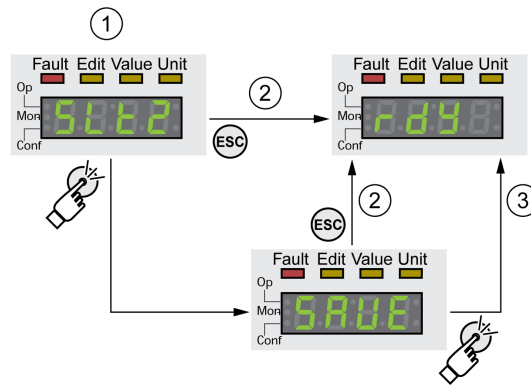 1
Fault Edit Value Unit
Op
Mon
Conf
SLt2
2
ESC
Fault Edit Value Unit
Op
Mon
Conf
rdy
ESC
2
3
Fault Edit Value Unit
Op
Mon
Conf
SAVE